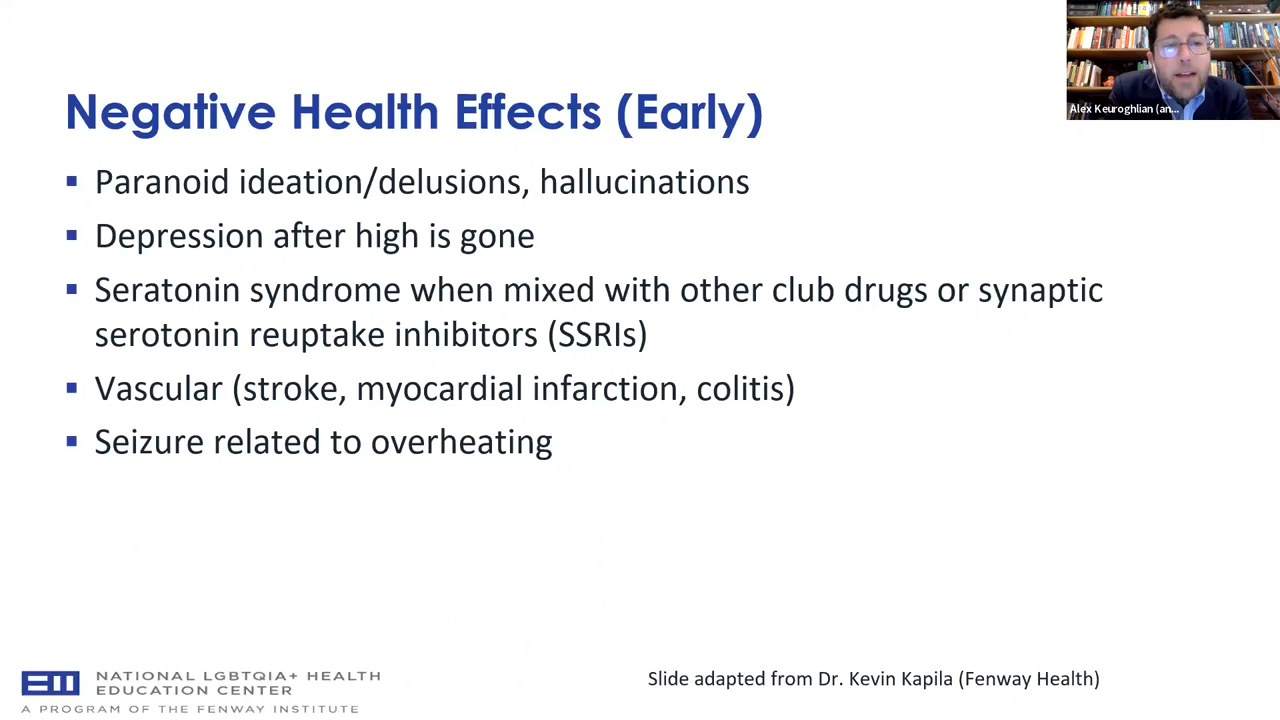 Alex Keuroghlian (an...
Negative Health Effects (Early)
▪ Paranoid ideation/delusions, hallucinations
▪ Depression after high is gone
▪ Seratonin syndrome when mixed with other club drugs or synaptic
serotonin reuptake inhibitors (SSRIs)
▪ Vascular (stroke, myocardial infarction, colitis)
▪ Seizure related to overheating
NATIONAL LGBTQIA+ HEALTH
EDUCATION CENTER
A PROGRAM OF THE FENWAY INSTITUTE
Slide adapted from Dr. Kevin Kapila (Fenway Health)